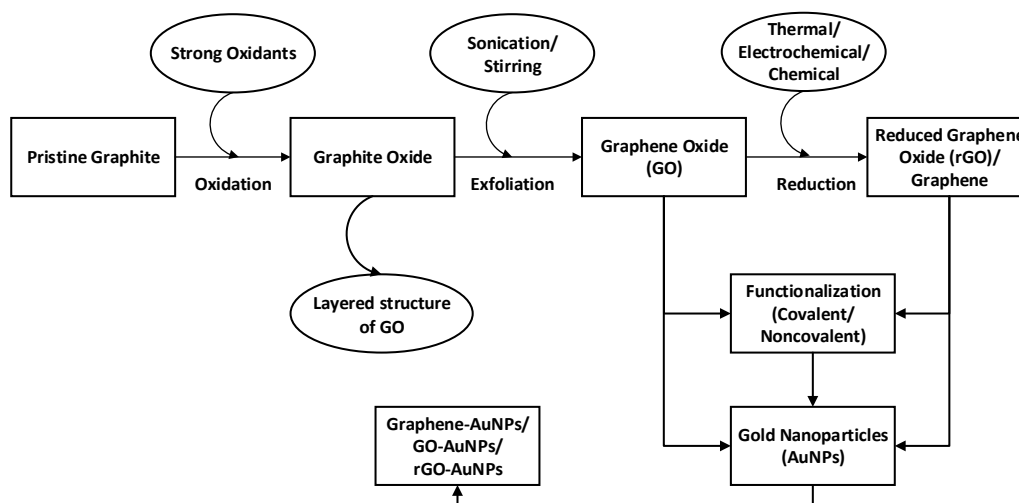 Strong Oxidants
Sonication/
Stirring
Thermal/
Electrochemical/
Chemical
Pristine Graphite
Oxidation
Graphite Oxide
Exfoliation
Graphene Oxide
(GO)
Reduction
Reduced Graphene
Oxide (rGO)/
Graphene
Layered structure
of GO
Functionalization
(Covalent/
Noncovalent)
Graphene-AuNPs/
GO-AuNPs/
rGO-AuNPs
Gold Nanoparticles
(AuNPs)